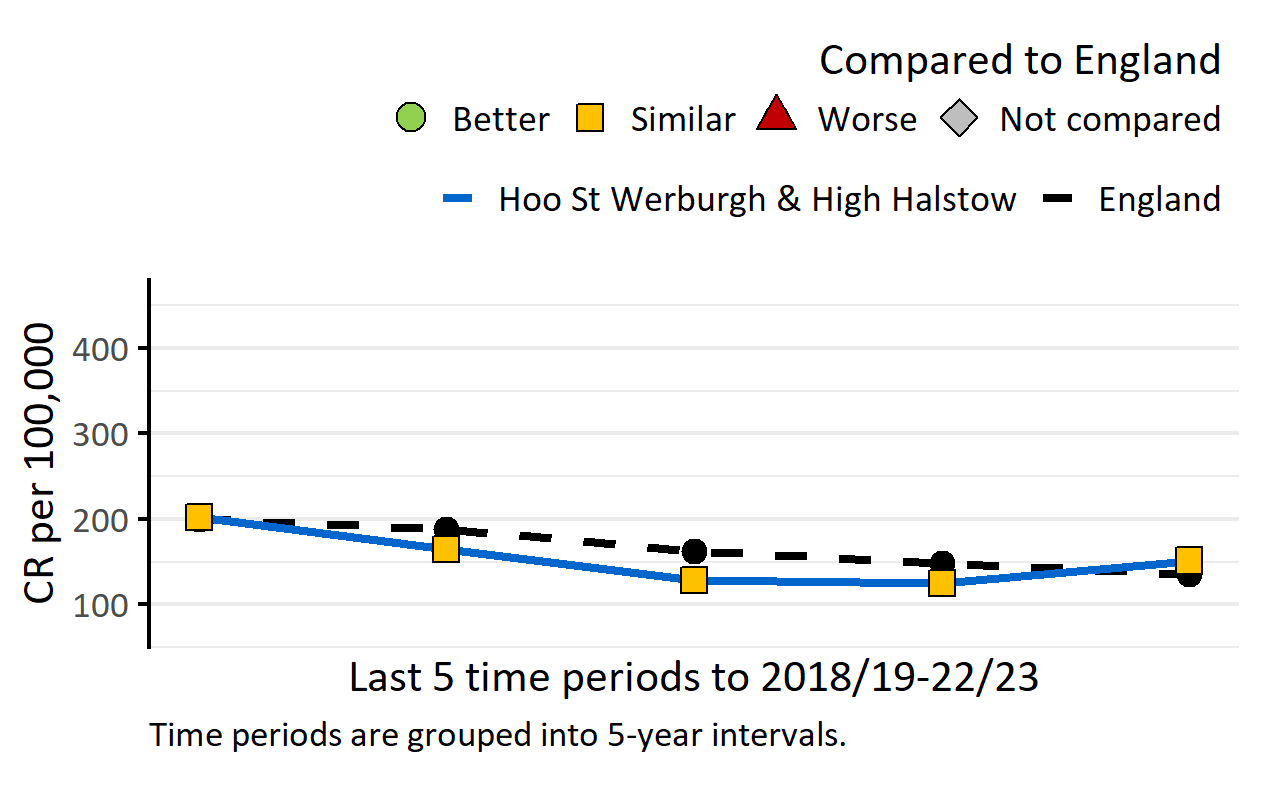 Compared to England
Better Similar Worse Not compared
Hoo St Werburgh & High Halstow England
CR per 100,000
400
300
200
100
Last 5 time periods to 2018/19-22/23
Time periods are grouped into 5-year intervals.